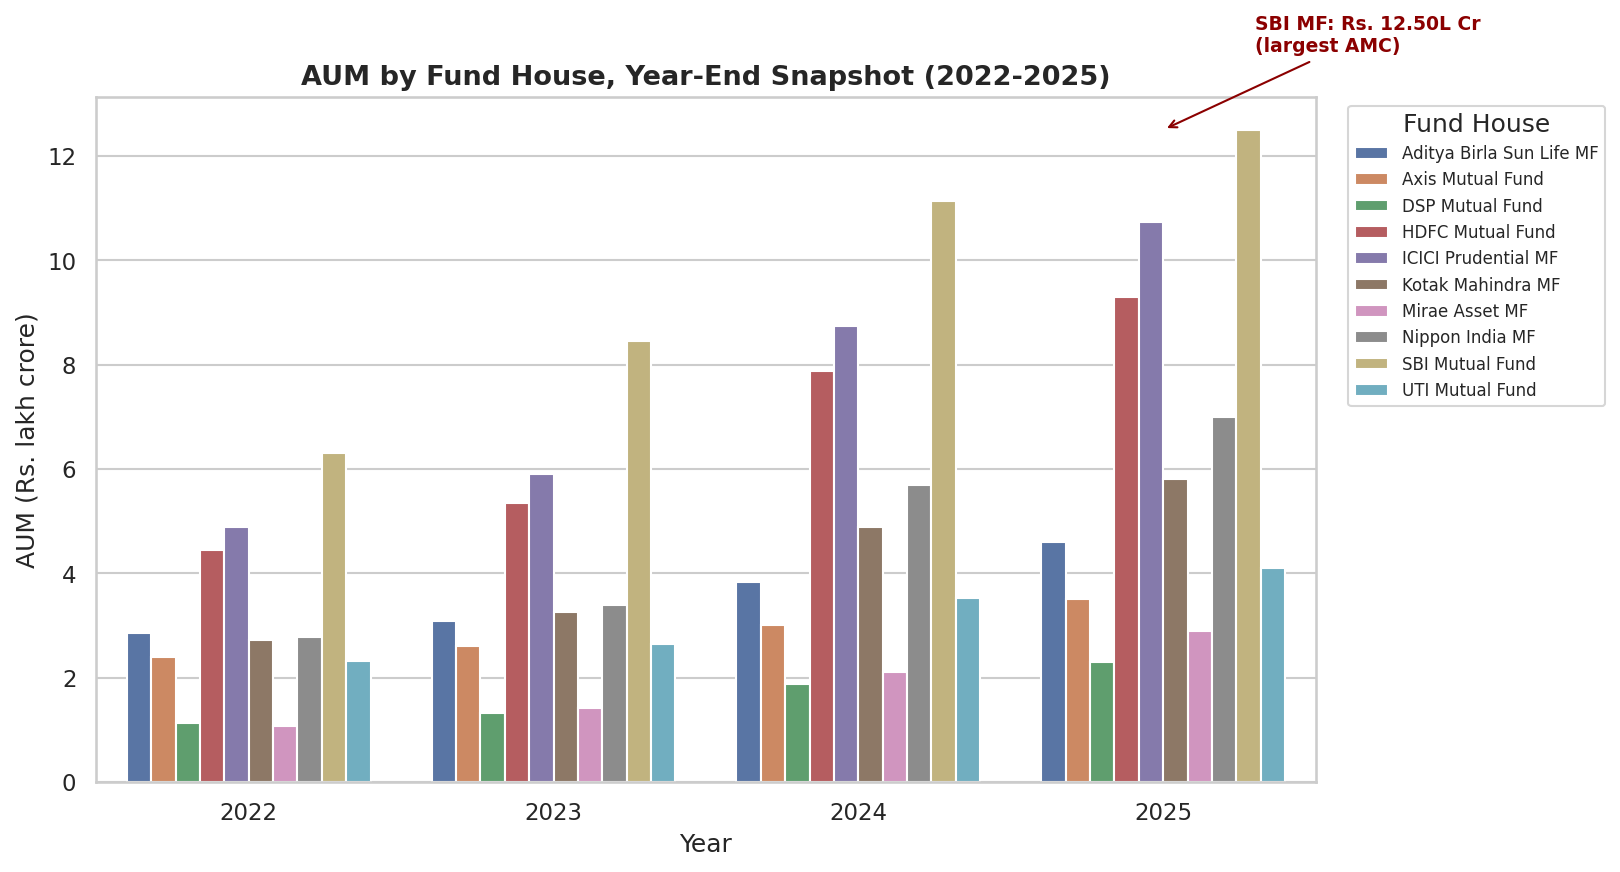 SBI MF: Rs. 12.50L Cr
(largest AMC)
AUM by Fund House, Year-End Snapshot (2022-2025)
AUM (Rs. lakh crore)
12
10
8
6
4
2
0
2022
2023
2024
2025
Year
Fund House
Aditya Birla Sun Life MF
Axis Mutual Fund
DSP Mutual Fund
HDFC Mutual Fund
ICICI Prudential MF
Kotak Mahindra MF
Mirae Asset MF
Nippon India MF
SBI Mutual Fund
UTI Mutual Fund